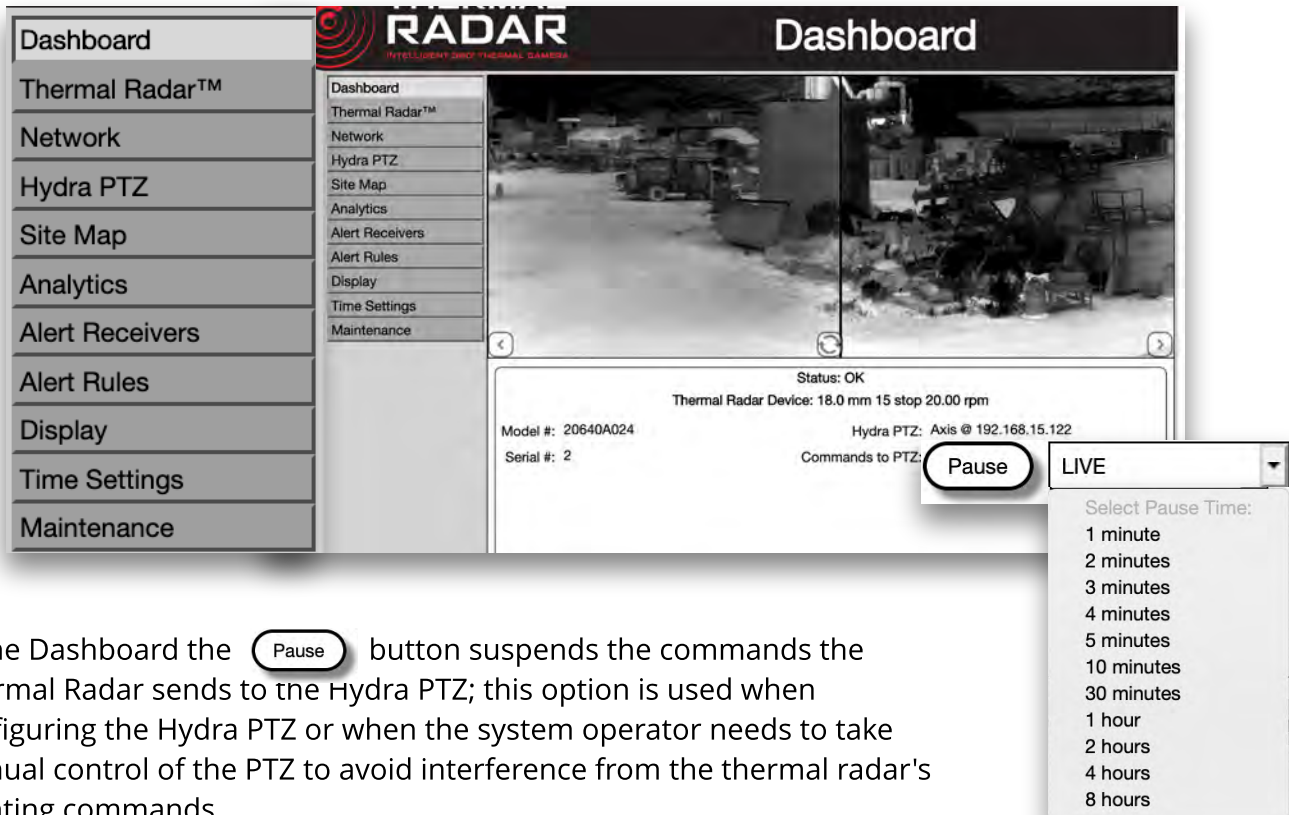 Dashboard
Thermal Radar™
Network
Hydra PTZ
Site Map
Analytics
Alert Receivers
Alert Rules
Display
Time Settings
Maintenance
THERMAL
RADAR
INTELLIGENT 360° THERMAL CAMERA
Dashboard
Dashboard
Thermal Radar™
Network
Hydra PTZ
Site Map
Analytics
Alert Receivers
Alert Rules
Display
Time Settings
Maintenance
Status: OK
Thermal Radar Device: 18.0 mm 15 stop 20.00 rpm
Model #: 20640A024
Hydra PTZ: Axis @ 192.168.15.122
Serial #: 2
Commands to PTZ: Pause LIVE
Select Pause Time:
1 minute
2 minutes
3 minutes
4 minutes
5 minutes
10 minutes
30 minutes
1 hour
2 hours
4 hours
8 hours
Dashboard the Pause button suspends the commands the
rmal Radar sends to the Hydra PTZ; this option is used when
figuring the Hydra PTZ or when the system operator needs to take
ual control of the PTZ to avoid interference from the thermal radar's
commands